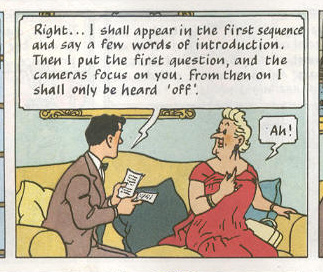 Right... I shall appear in the first sequence
and say a few words of introduction.
Then I put the first question, and the
cameras focus on you. From then on I
shall only be heard 'off'.
Ah!